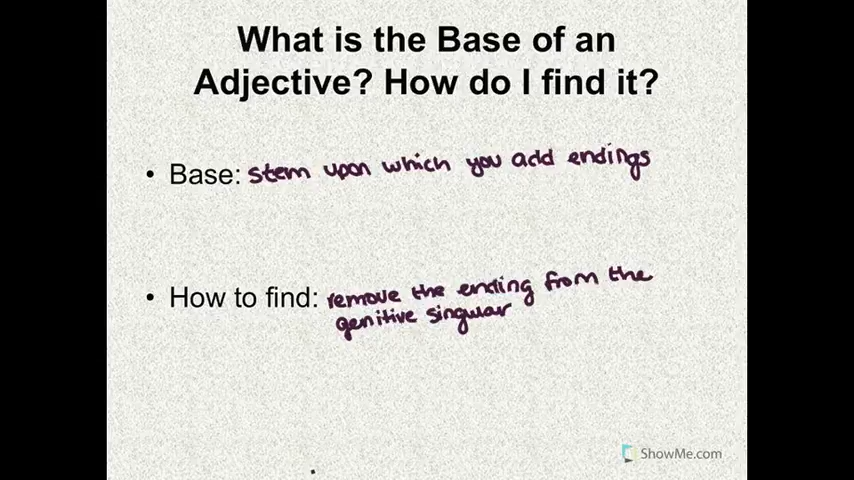 What is the Base of an
Adjective? How do I find it?
• Base: stem upon which you add endings
• How to find: remove the ending from the
genitive singular
ShowMe.com